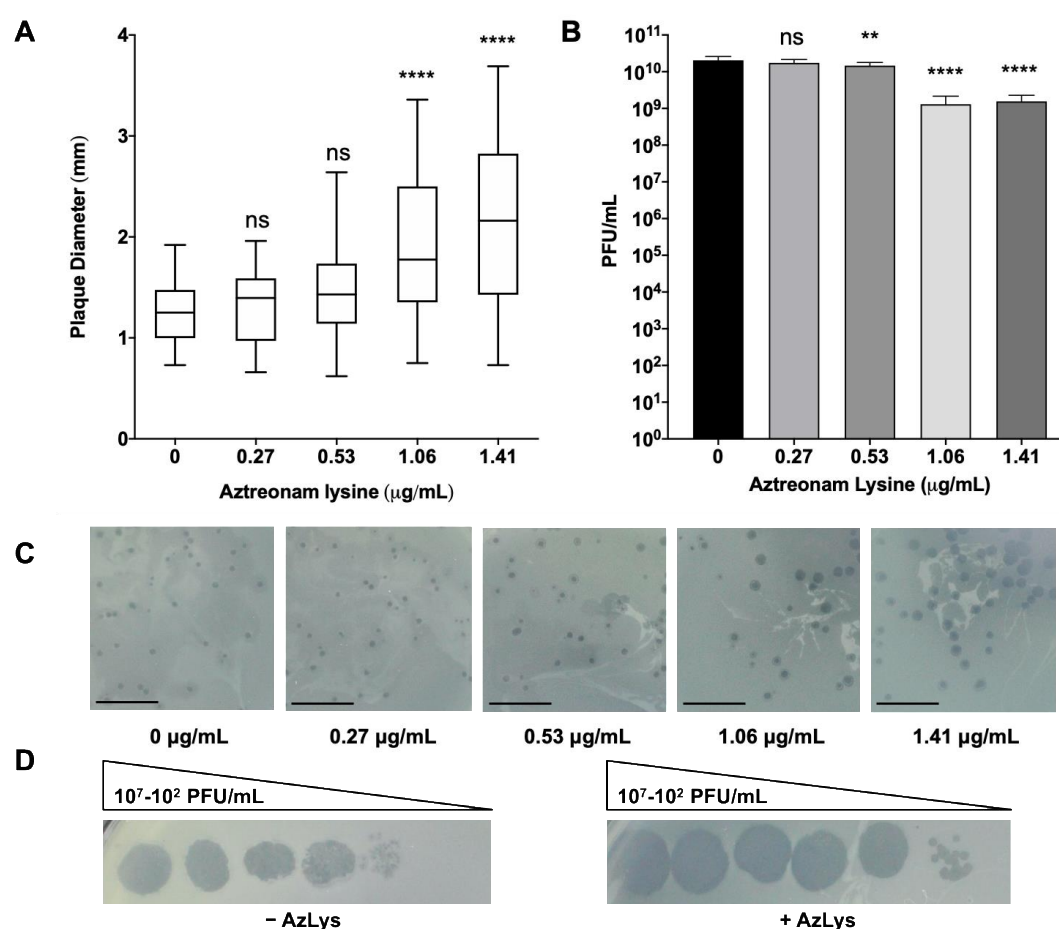 A
4
3
2
1
0
Plaque Diameter (mm)
ns
ns
****
****
0 0.27 0.53 1.06 1.41
Aztreonam lysine (μg/mL)
B
10¹¹
10¹⁰
10⁹
10⁸
10⁷
10⁶
10⁵
10⁴
10³
10²
10¹
10⁰
PFU/mL
ns
**
****
****
0 0.27 0.53 1.06 1.41
Aztreonam Lysine (μg/mL)
C
0 μg/mL 0.27 μg/mL 0.53 μg/mL 1.06 μg/mL 1.41 μg/mL
D
10⁷-10² PFU/mL
− AzLys
10⁷-10² PFU/mL
+ AzLys